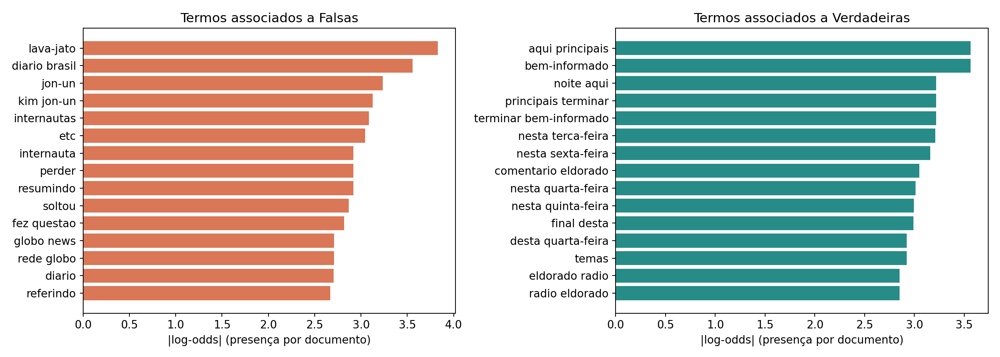 Termos associados a Falsas
lava-jato
diario brasil
jon-un
kim jon-un
internautas
etc
internauta
perder
resumindo
soltou
fez questao
globo news
rede globo
diario
referindo
0.0 0.5 1.0 1.5 2.0 2.5 3.0 3.5 4.0
|log-odds| (presença por documento)
Termos associados a Verdadeiras
aqui principais
bem-informado
noite aqui
principais terminar
terminar bem-informado
nesta terca-feira
nesta sexta-feira
comentario eldorado
nesta quarta-feira
nesta quinta-feira
final desta
desta quarta-feira
temas
eldorado radio
radio eldorado
0.0 0.5 1.0 1.5 2.0 2.5 3.0 3.5
|log-odds| (presença por documento)